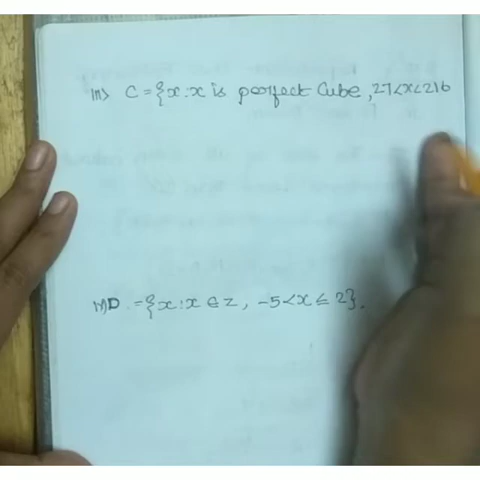 iii) C = {x : x is perfect Cube, 27<x<216
iv) D = {x : x ∈ z, -5 < x ≤ 2}.